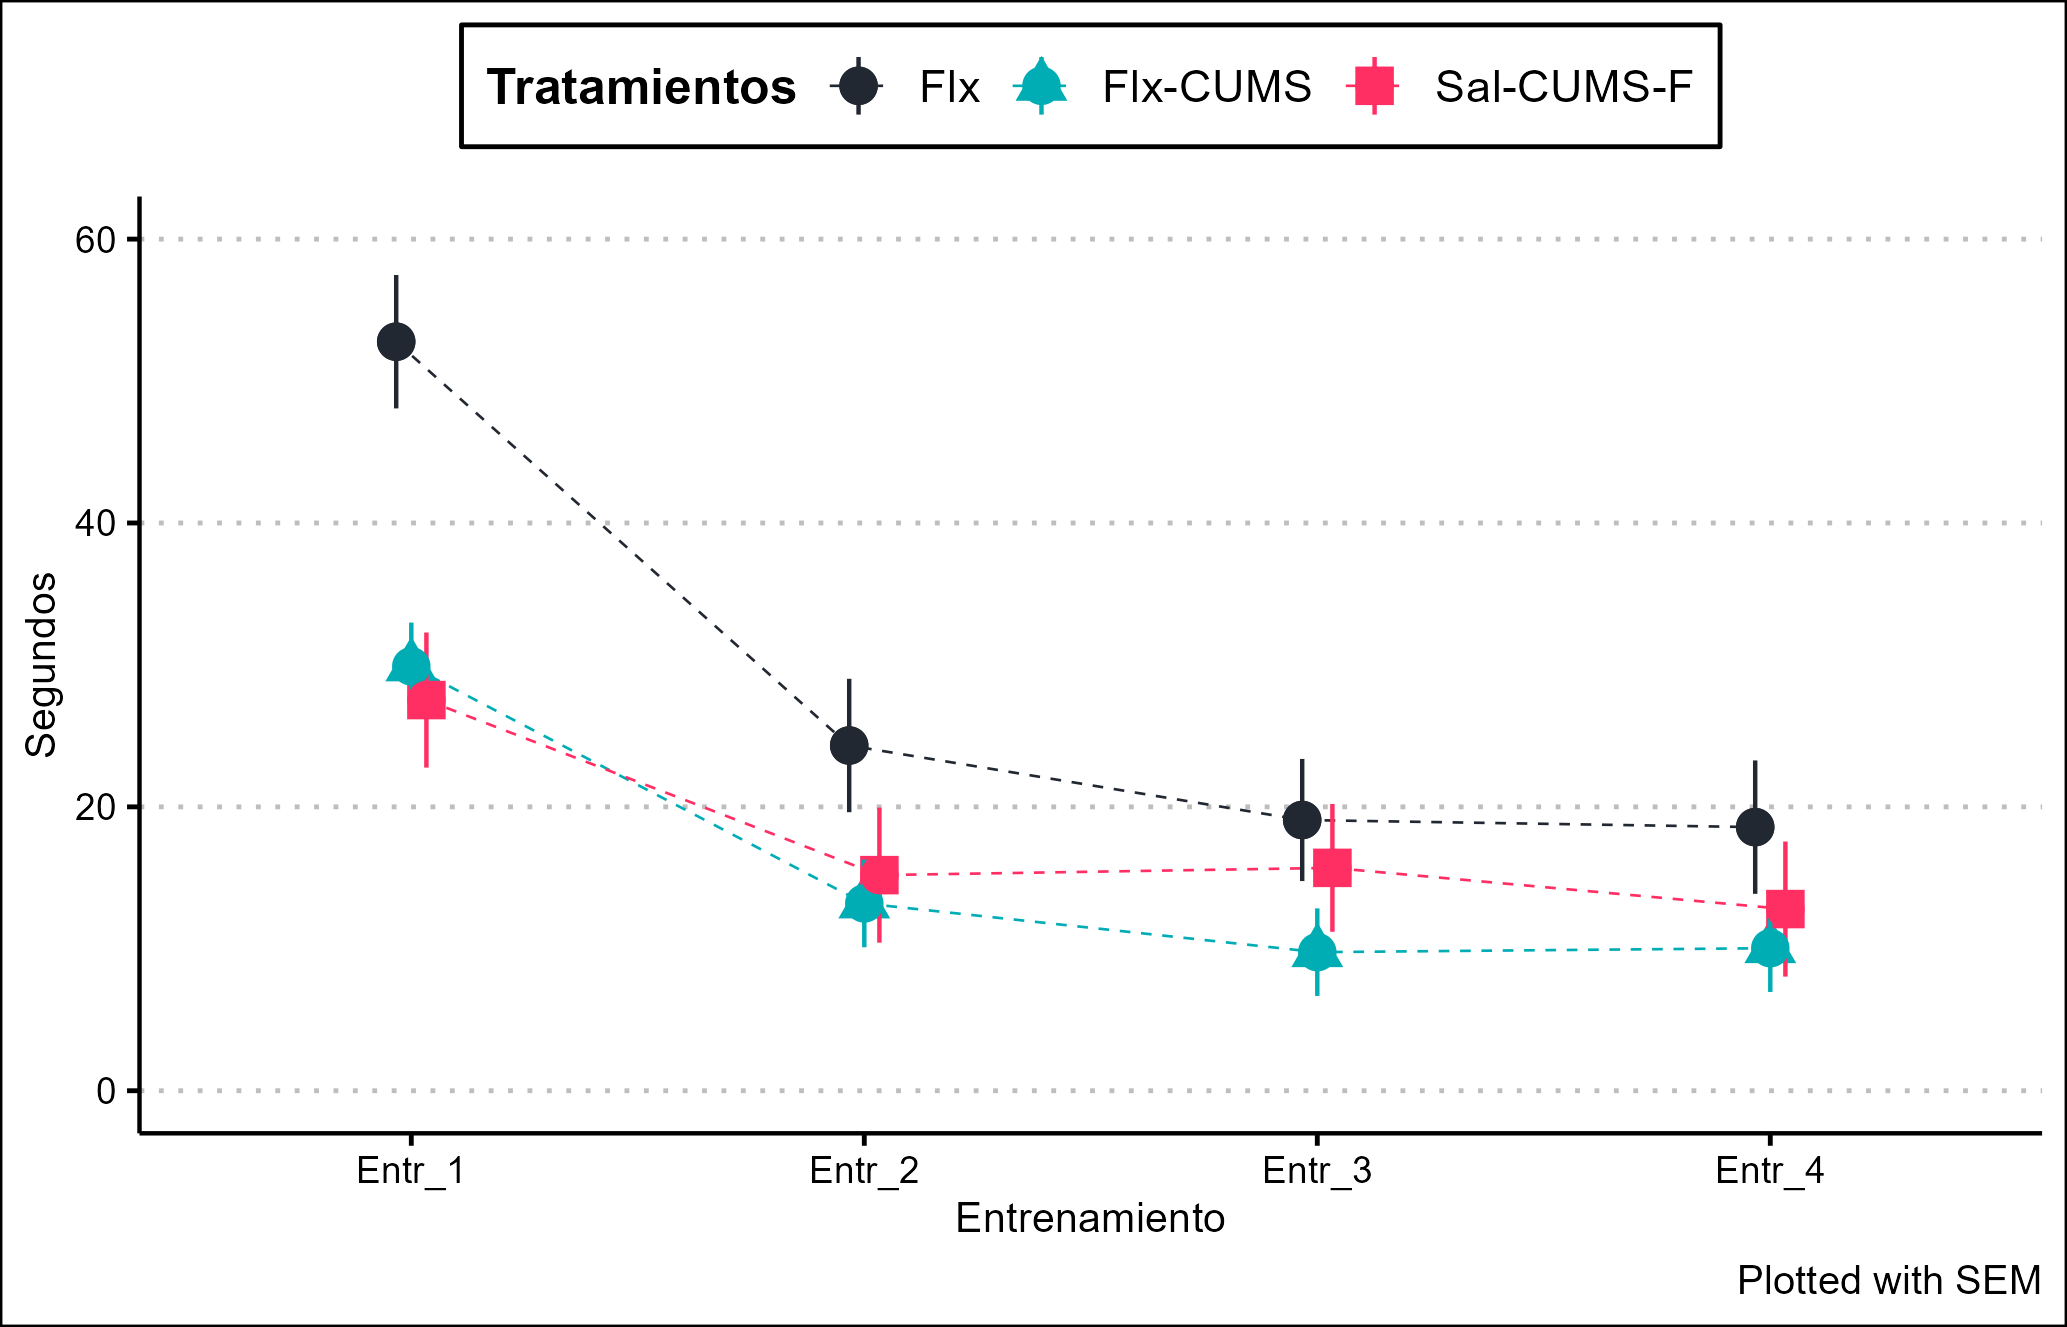 Tratamientos Flx Flx-CUMS Sal-CUMS-F
60
40
20
0
Segundos
Entr_1 Entr_2 Entr_3 Entr_4
Entrenamiento
Plotted with SEM